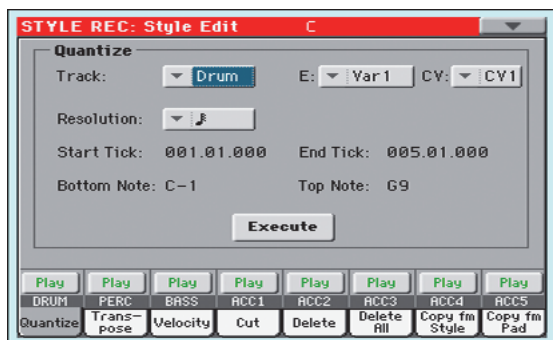 STYLE REC: Style Edit C
Quantize
Track: Drum E: Var1 CV: CV1
Resolution:
Start Tick: 001.01.000 End Tick: 005.01.000
Bottom Note: C-1 Top Note: G9
Execute
Play Play Play Play Play Play Play Play
DRUM PERC BASS ACC1 ACC2 ACC3 ACC4 ACC5
Quantize Trans- Velocity Cut Delete Delete Copy fm Copy fm
pose All Style Pad